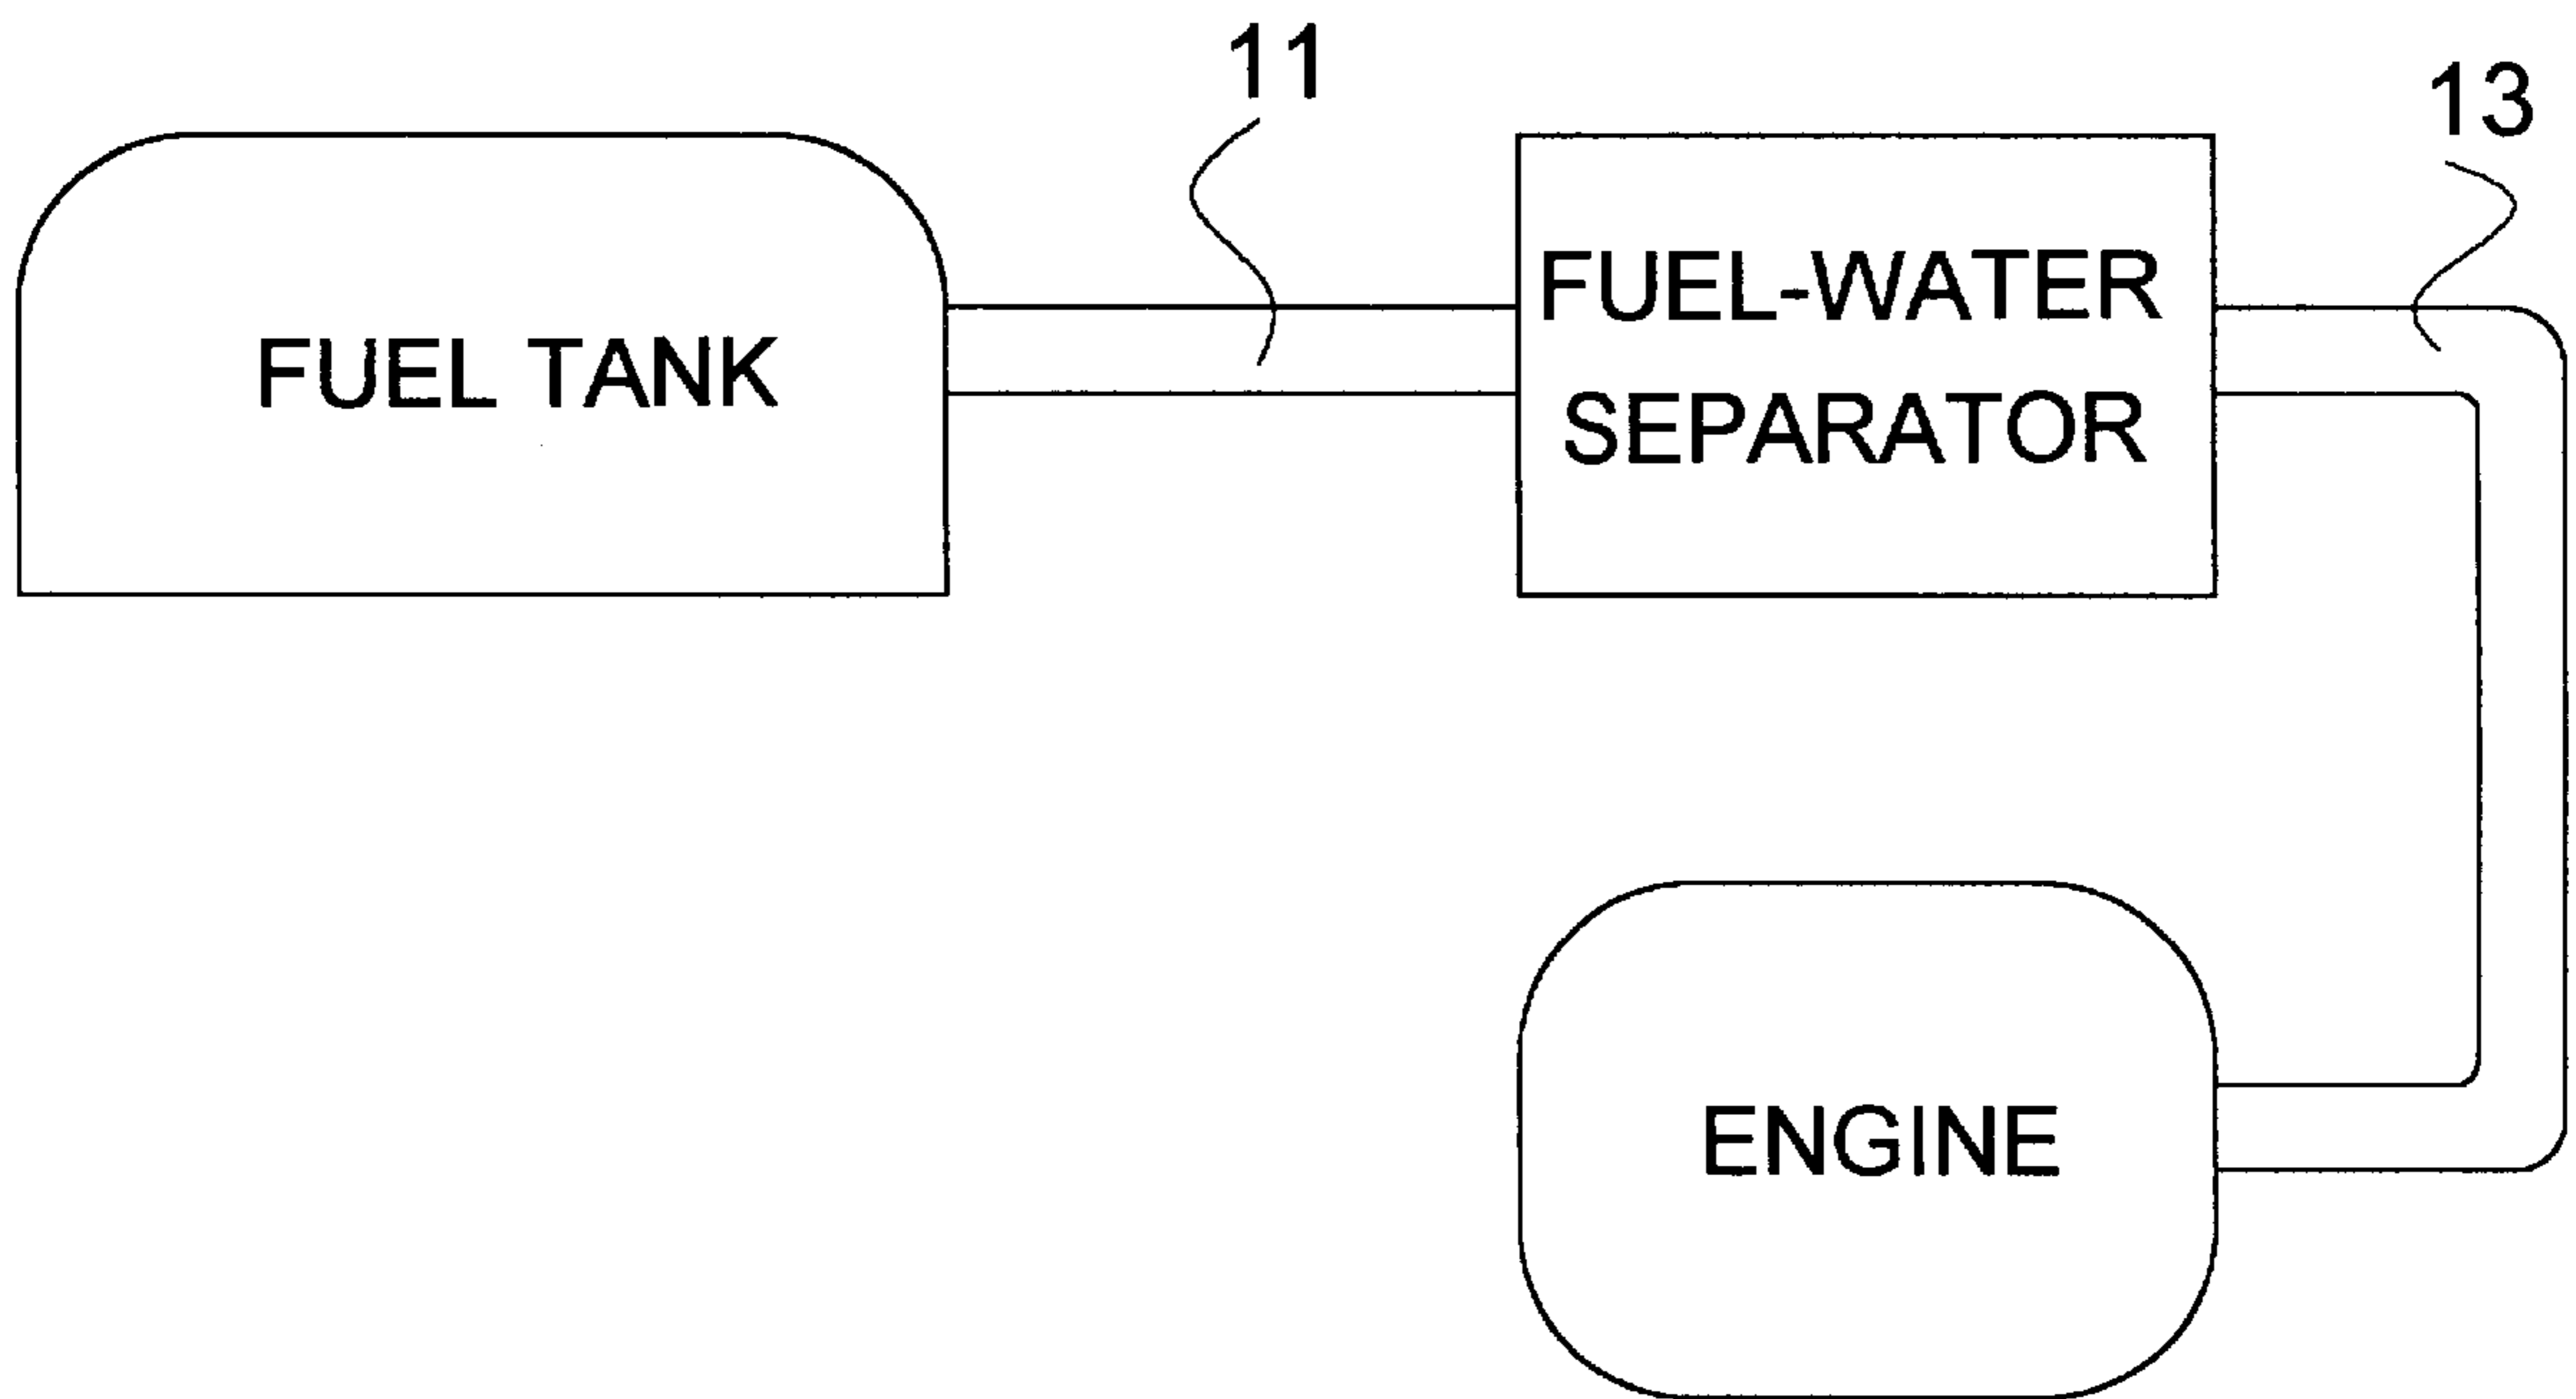 11
13
FUEL TANK
FUEL-WATER
SEPARATOR
ENGINE